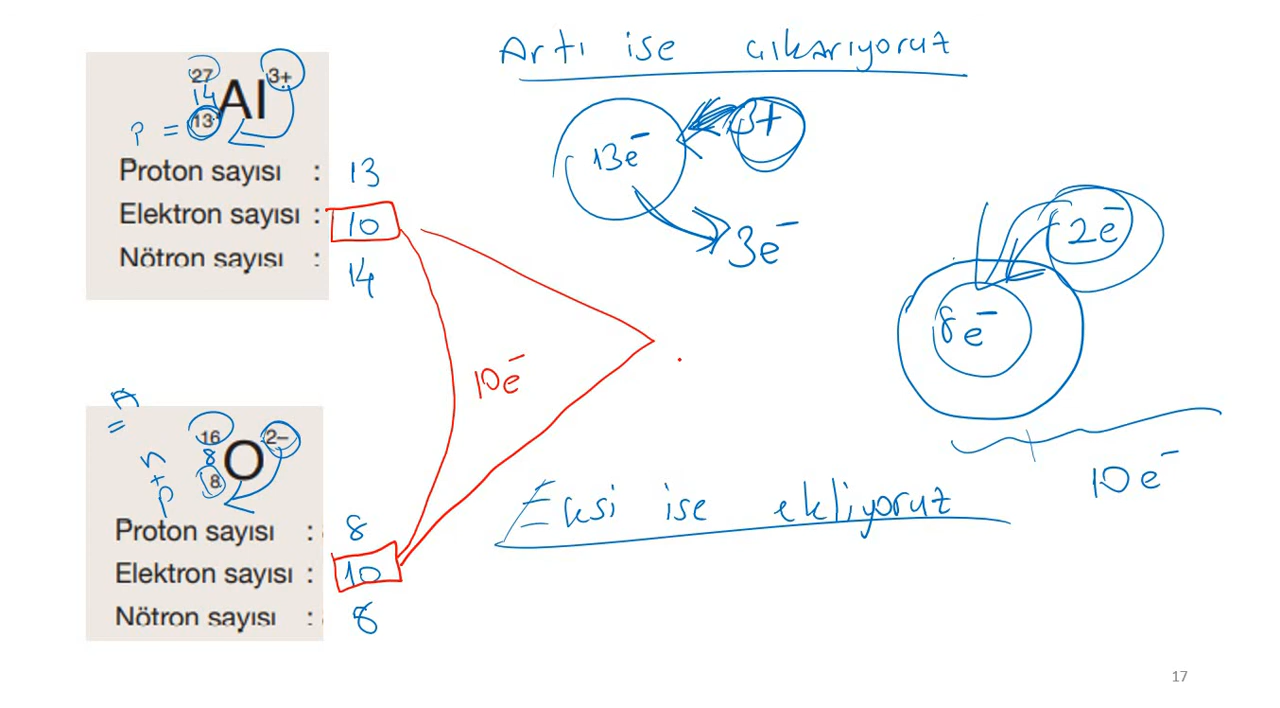 Artı ise çıkarıyoruz
27 3+
14 Al
P = 13
Proton sayısı : 13
Elektron sayısı : 10
Nötron sayısı : 14
13e⁻ 3+
3e⁻
2e⁻
8e⁻
10e⁻
10e⁻
A
=
n
+
P
16 2-
8 O
8
Proton sayısı : 8
Elektron sayısı : 10
Nötron sayısı : 8
Eksi ise ekliyoruz
17